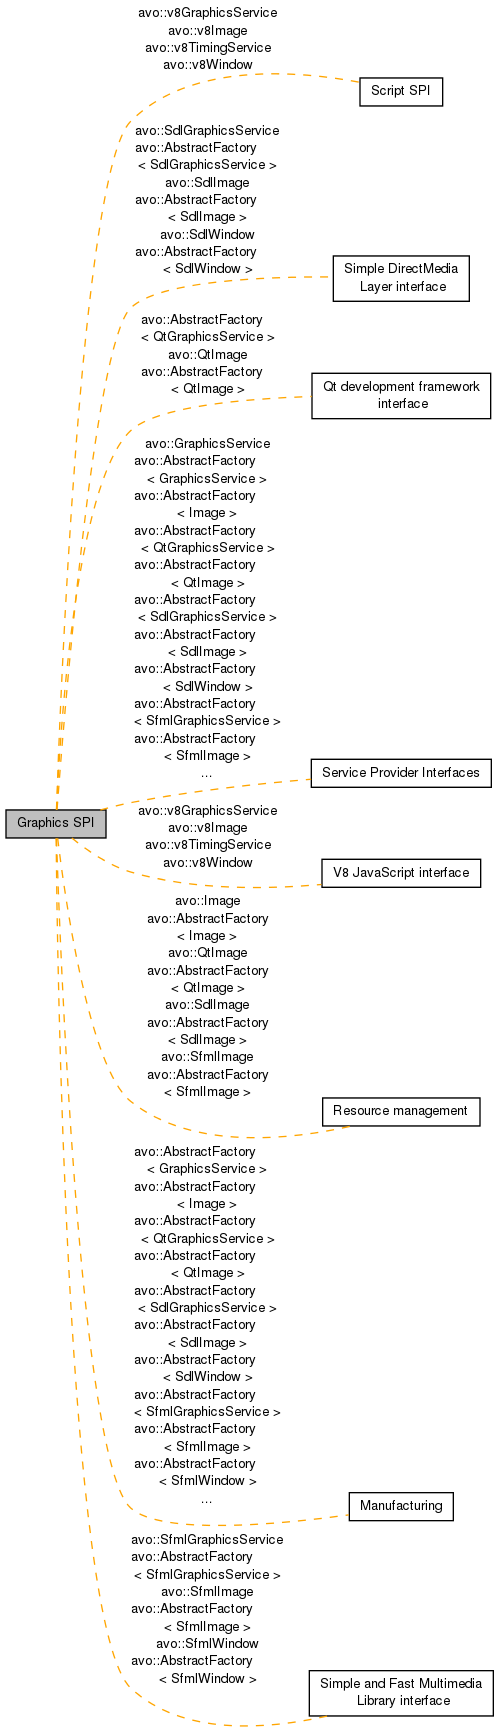 avo::v8GraphicsService
avo::v8Image
avo::v8TimingService
avo::v8Window
Script SPI
avo::SdlGraphicsService
avo::AbstractFactory
< SdlGraphicsService >
avo::SdlImage
avo::AbstractFactory
< SdlImage >
avo::SdlWindow
avo::AbstractFactory
< SdlWindow >
Simple DirectMedia
Layer interface
avo::AbstractFactory
< QtGraphicsService >
avo::QtImage
avo::AbstractFactory
< QtImage >
Qt development framework
interface
avo::GraphicsService
avo::AbstractFactory
< GraphicsService >
avo::AbstractFactory
< Image >
avo::AbstractFactory
< QtGraphicsService >
avo::AbstractFactory
< QtImage >
avo::AbstractFactory
< SdlGraphicsService >
avo::AbstractFactory
< SdlImage >
avo::AbstractFactory
< SdlWindow >
avo::AbstractFactory
< SfmlGraphicsService >
avo::AbstractFactory
< SfmlImage >
...
Service Provider Interfaces
Graphics SPI
avo::v8GraphicsService
avo::v8Image
avo::v8TimingService
avo::v8Window
V8 JavaScript interface
avo::Image
avo::AbstractFactory
< Image >
avo::QtImage
avo::AbstractFactory
< QtImage >
avo::SdlImage
avo::AbstractFactory
< SdlImage >
avo::SfmlImage
avo::AbstractFactory
< SfmlImage >
Resource management
avo::AbstractFactory
< GraphicsService >
avo::AbstractFactory
< Image >
avo::AbstractFactory
< QtGraphicsService >
avo::AbstractFactory
< QtImage >
avo::AbstractFactory
< SdlGraphicsService >
avo::AbstractFactory
< SdlImage >
avo::AbstractFactory
< SdlWindow >
avo::AbstractFactory
< SfmlGraphicsService >
avo::AbstractFactory
< SfmlImage >
avo::AbstractFactory
< SfmlWindow >
...
Manufacturing
avo::SfmlGraphicsService
avo::AbstractFactory
< SfmlGraphicsService >
avo::SfmlImage
avo::AbstractFactory
< SfmlImage >
avo::SfmlWindow
avo::AbstractFactory
< SfmlWindow >
Simple and Fast Multimedia
Library interface